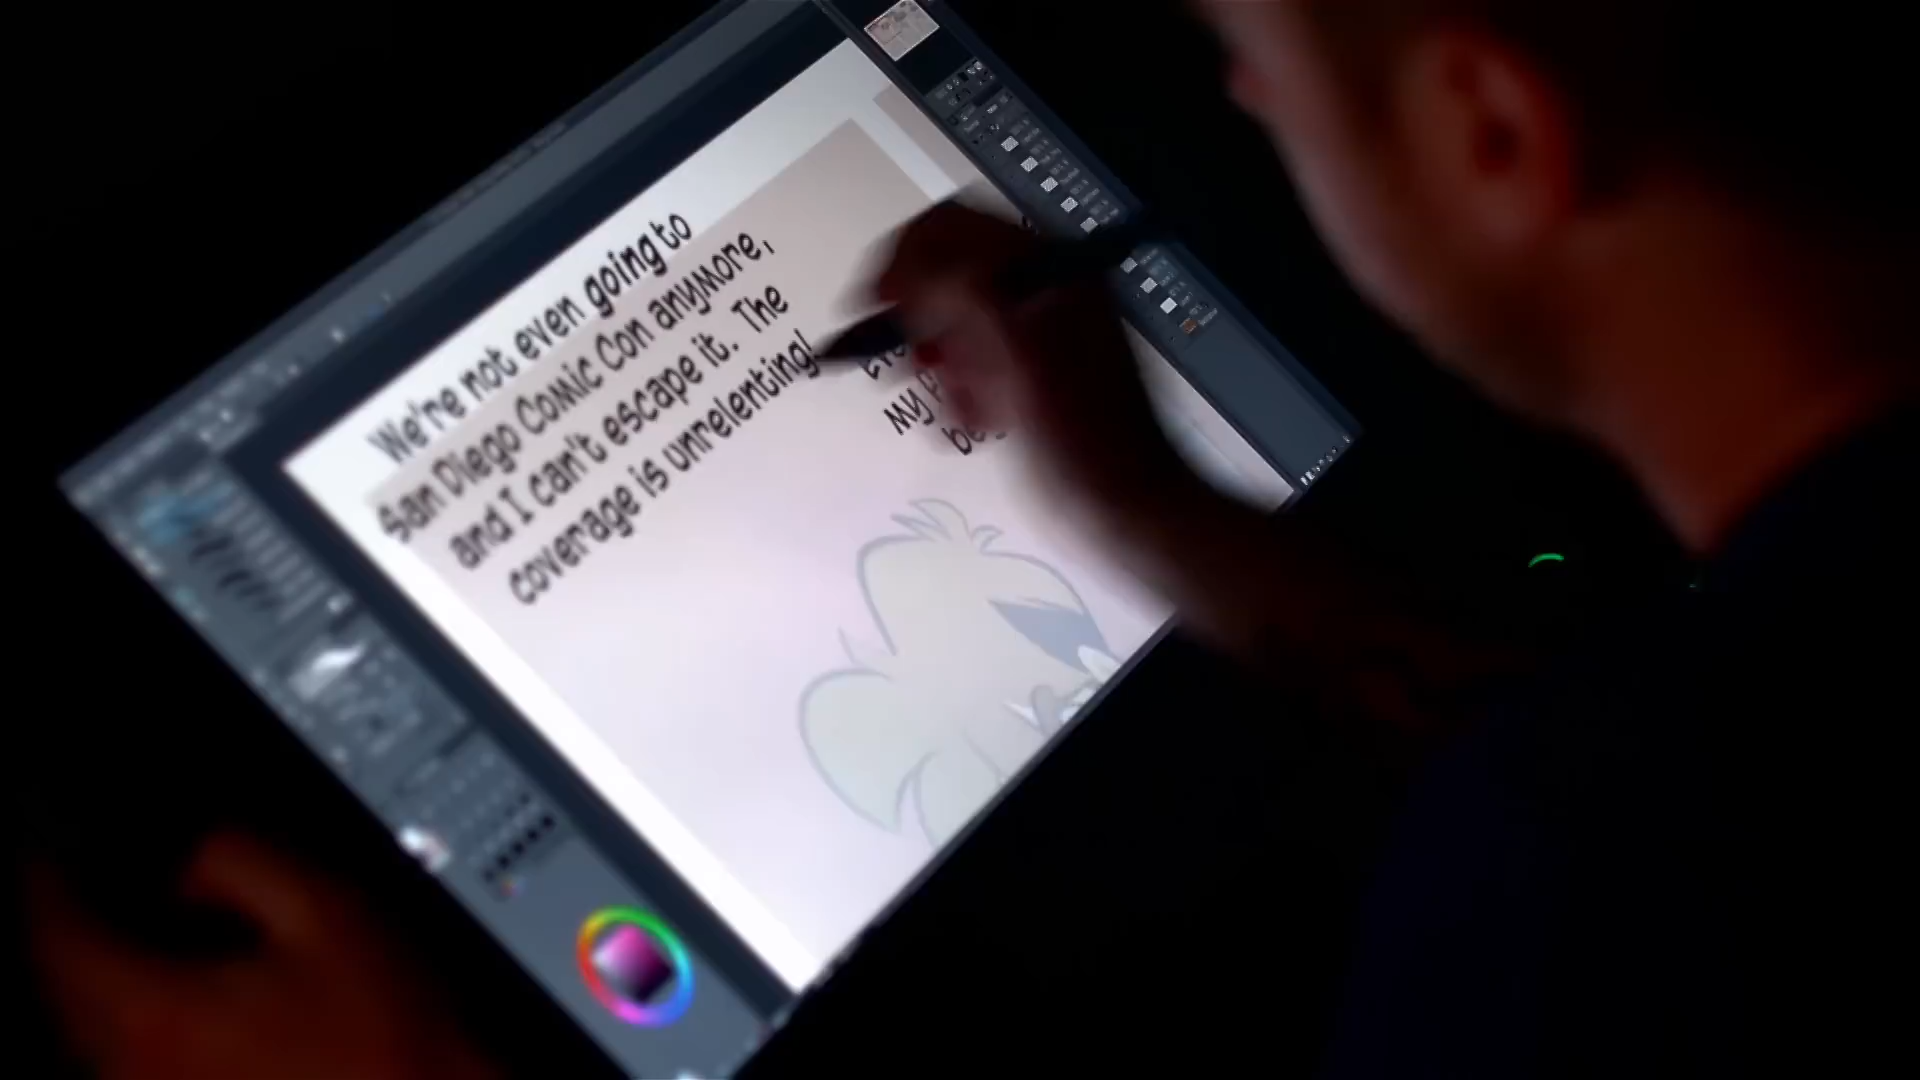 We're not even going to
San Diego Comic Con anymore,
and I can't escape it. The
coverage is unrelenting!
my